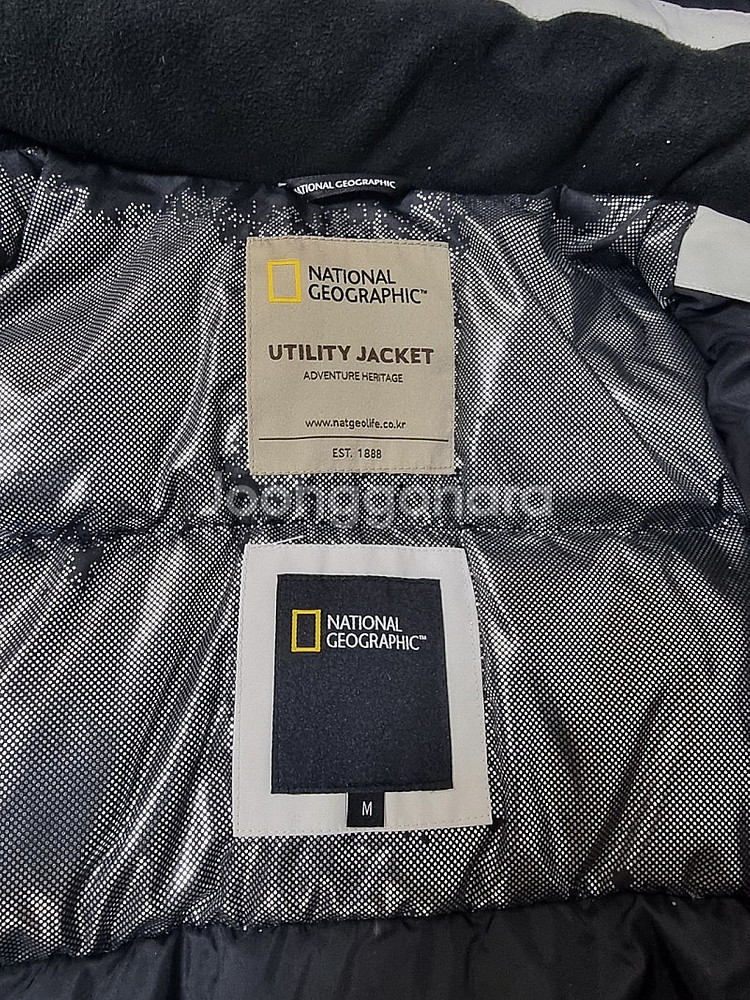 NATIONAL GEOGRAPHIC
NATIONAL
GEOGRAPHIC™
UTILITY JACKET
ADVENTURE HERITAGE
www.natgeolife.co.kr
EST. 1888
Joonggonara
NATIONAL
GEOGRAPHIC™
M